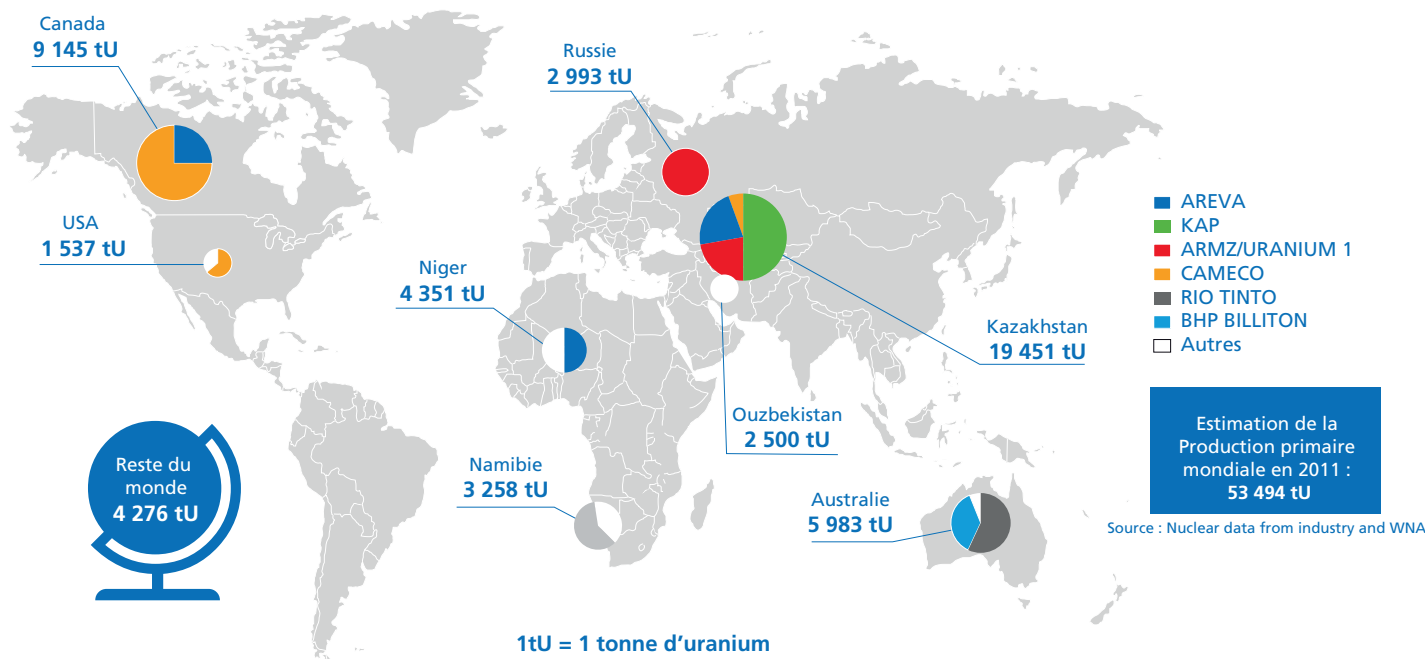 Canada
9 145 tU
Russie
2 993 tU
USA
1 537 tU
Niger
4 351 tU
Kazakhstan
19 451 tU
Ouzbekistan
2 500 tU
Namibie
3 258 tU
Australie
5 983 tU
Reste du
monde
4 276 tU
AREVA
KAP
ARMZ/URANIUM 1
CAMECO
RIO TINTO
BHP BILLITON
Autres
Estimation de la
Production primaire
mondiale en 2011 :
53 494 tU
Source : Nuclear data from industry and WNA
1tU = 1 tonne d’uranium